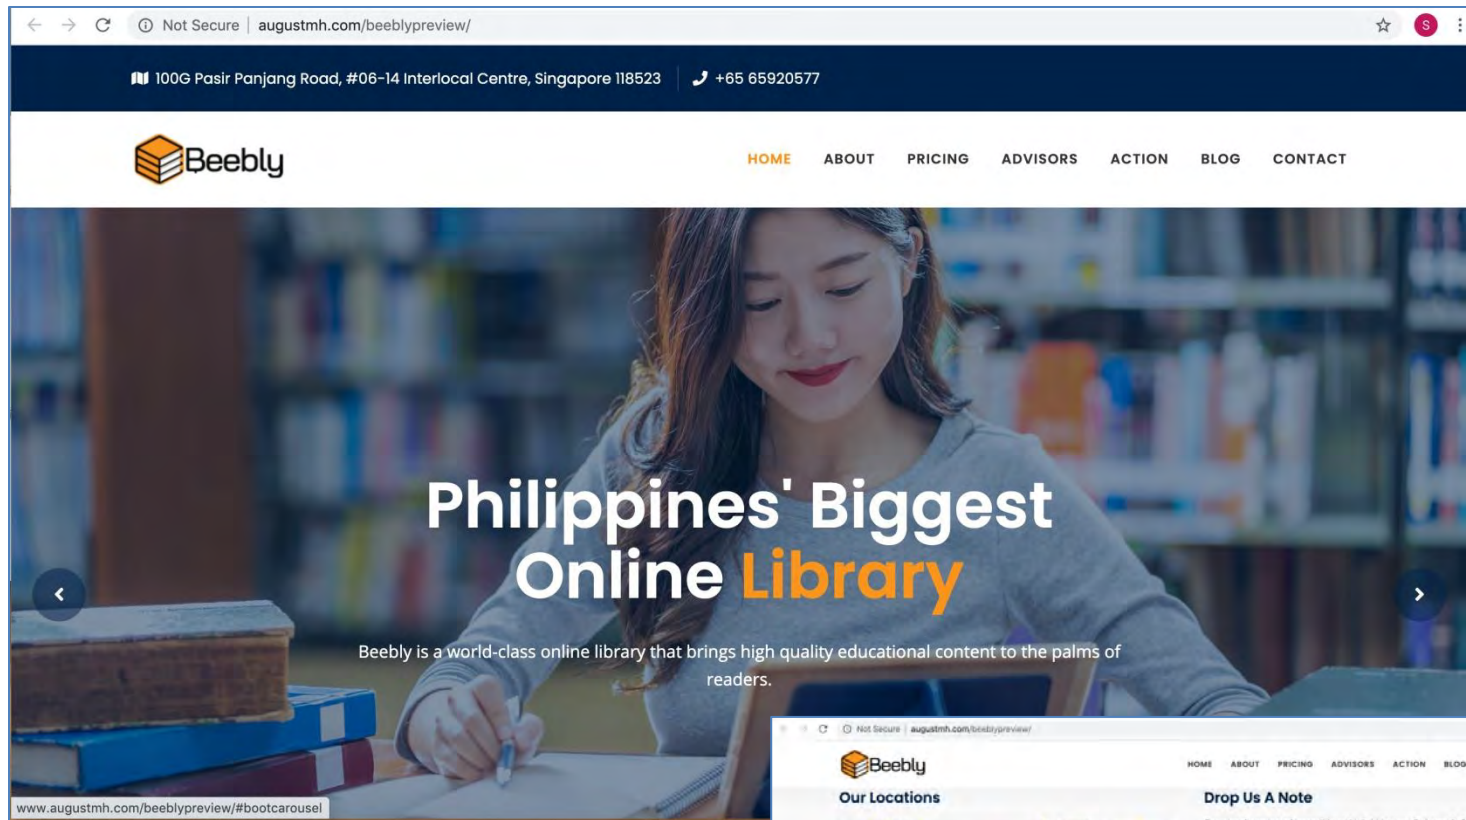 Not Secure | augustmh.com/beeblypreview/
S
100G Pasir Panjang Road, #06-14 Interlocal Centre, Singapore 118523
+65 65920577
Beebly
HOME ABOUT PRICING ADVISORS ACTION BLOG CONTACT
Philippines' Biggest
Online Library
Beebly is a world-class online library that brings high quality educational content to the palms of
readers.
www.augustmh.com/beeblypreview/#bootcarousel
Not Secure | augustmh.com/beeblypreview/
Beebly
HOME ABOUT PRICING ADVISORS ACTION BLOG
Our Locations
Drop Us A Note